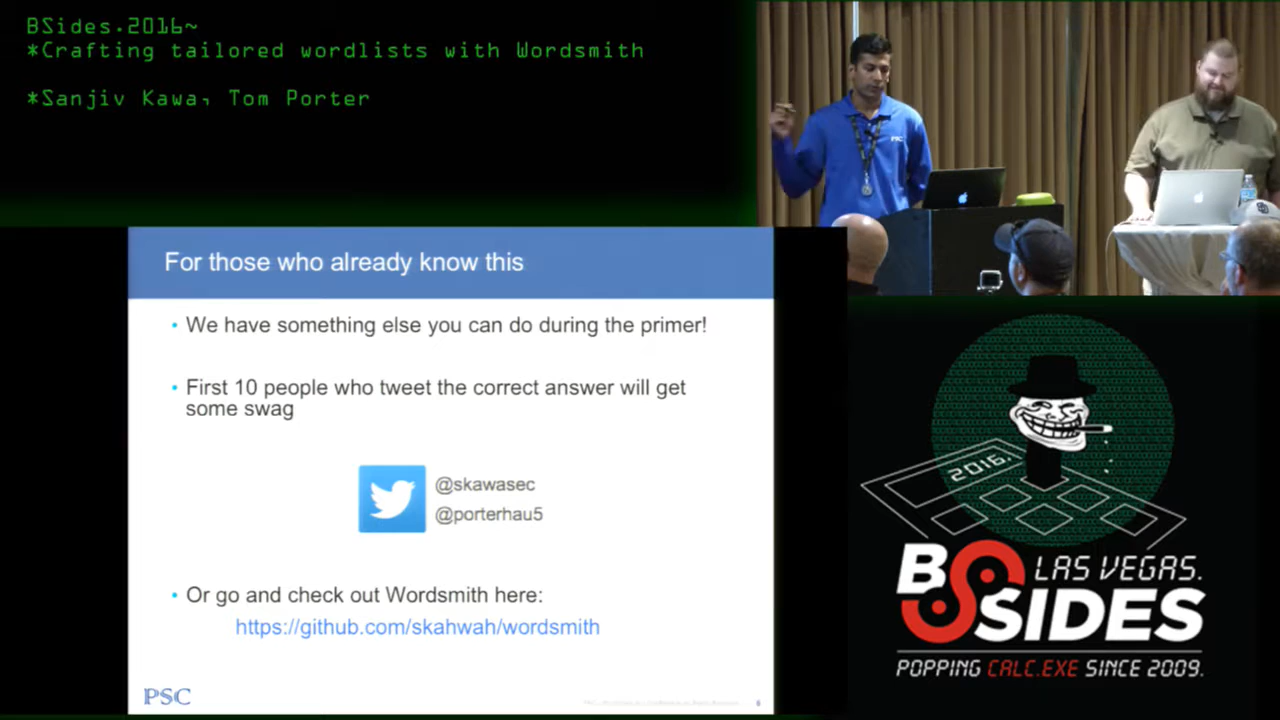 BSides.2016~
*Crafting tailored wordlists with Wordsmith
*Sanjiv Kawa, Tom Porter
PSC
For those who already know this
• We have something else you can do during the primer!
• First 10 people who tweet the correct answer will get
some swag
@skawasec
@porterhau5
• Or go and check out Wordsmith here:
https://github.com/skahwah/wordsmith
PSC
2016.
BSIDES
LAS VEGAS.
POPPING CALC.EXE SINCE 2009.